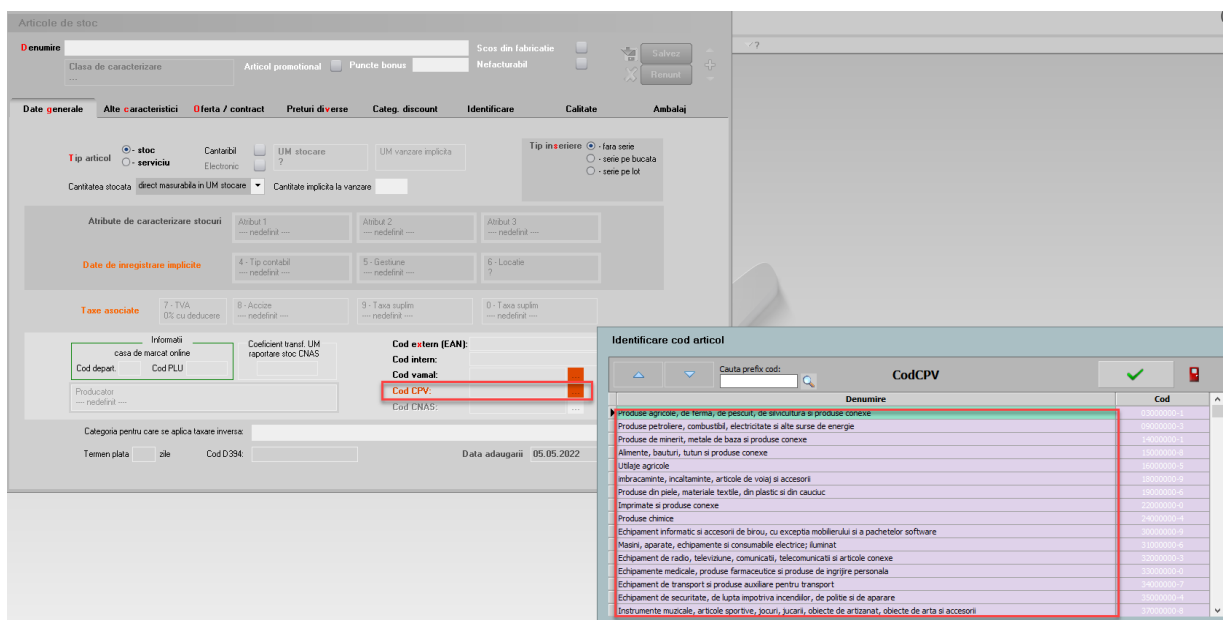 Articole de stoc
Denumire
Scos din fabricatie
Salvez
?
Clasa de caracterizare
----
Articol promotional
Puncte bonus
Nefacturabil
Renunt
Date generale Alte caracteristici Oferta / contract Preturi diverse Categ. discount Identificare Calitate Ambalaj
Tip articol
- stoc
- serviciu
Cantaribil
Electronic
UM stocare
?
UM vanzare implicita
Tip inseriere
- fara serie
- serie pe bucata
- serie pe lot
Cantitatea stocata direct masurabila in UM stocare Cantitate implicita la vanzare
Atribute de caracterizare stocuri
Atribut 1
---- nedefinit ----
Atribut 2
---- nedefinit ----
Atribut 3
---- nedefinit ----
Date de inregistrare implicite
4 - Tip contabil
---- nedefinit ----
5 - Gestiune
---- nedefinit ----
6 - Locatie
?
Taxe asociate
7 - TVA
0% cu deducere
8 - Accize
---- nedefinit ----
9 - Taxa suplim
---- nedefinit ----
0 - Taxa suplim
---- nedefinit ----
Informatii
casa de marcat online
Cod depart. Cod PLU
Coeficient transf. UM
raportare stoc CNAS
Cod extern (EAN):
Cod intern:
Cod vamal:
Cod CPV:
Cod CNAS:
...
Producator
---- nedefinit ----
Categoria pentru care se aplica taxare inversa:
Termen plata zile Cod D394:
Data adaugarii 05.05.2022
Identificare cod articol
Cauta prefix cod:
CodCPV
Denumire Cod
Produse agricole, de ferma, de pescuit, de silvicultura si produse conexe 03000000-1
Produse petroliere, combustibil, electricitate si alte surse de energie 09000000-3
Produse de minerit, metale de baza si produse conexe 14000000-1
Alimente, bauturi, tutun si produse conexe 15000000-8
Utilaje agricole 16000000-5
imbracaminte, incaltaminte, articole de voiaj si accesorii 18000000-9
Produse din piele, materiale textile, din plastic si din cauciuc 19000000-6
Imprimate si produse conexe 22000000-0
Produse chimice 24000000-4
Echipament informatic si accesorii de birou, cu exceptia mobilierului si a pachetelor software 30000000-9
Masini, aparate, echipamente si consumabile electrice; iluminat 31000000-6
Echipament de radio, televiziune, comunicatii, telecomunicatii si articole conexe 32000000-3
Echipamente medicale, produse farmaceutice si produse de ingrijire personala 33000000-0
Echipament de transport si produse auxiliare pentru transport 34000000-7
Echipament de securitate, de lupta impotriva incendiilor, de politie si de aparare 35000000-4
Instrumente muzicale, articole sportive, jocuri, jucarii, obiecte de artizanat, obiecte de arta si accesorii 37000000-8